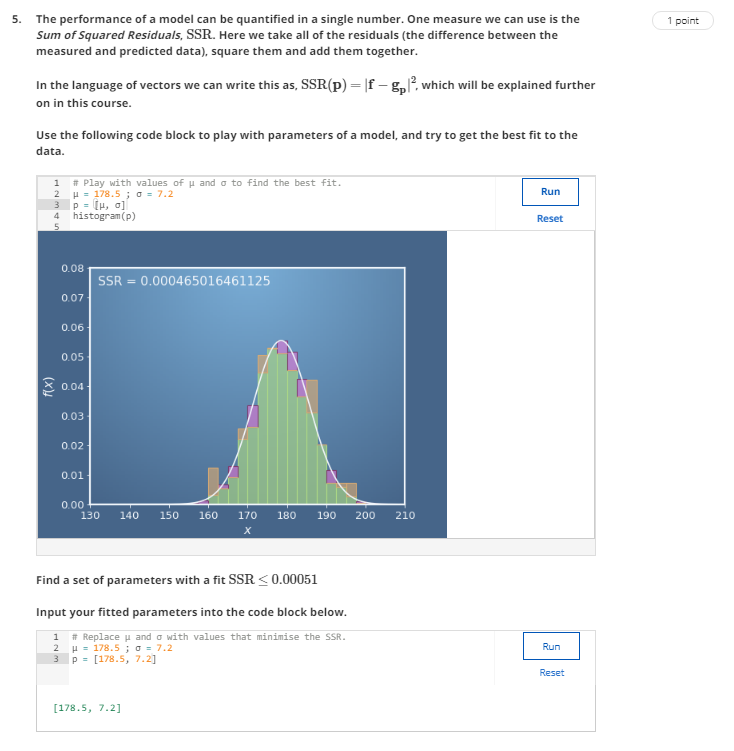 5. The performance of a model can be quantified in a single number. One measure we can use is the
1 point
Sum of Squared Residuals, SSR. Here we take all of the residuals (the difference between the
measured and predicted data), square them and add them together.
In the language of vectors we can write this as, SSR(p) = |f − gₚ|², which will be explained further
on in this course.
Use the following code block to play with parameters of a model, and try to get the best fit to the
data.
1 # Play with values of μ and σ to find the best fit.
2 μ = 178.5 ; σ = 7.2
3 p = [μ, σ]
4 histogram(p)
5
Run
Reset
SSR = 0.000465016461125
0.08
0.07
0.06
0.05
0.04
0.03
0.02
0.01
0.00
f(x)
130 140 150 160 170 180 190 200 210
x
Find a set of parameters with a fit SSR ≤ 0.00051
Input your fitted parameters into the code block below.
1 # Replace μ and σ with values that minimise the SSR.
2 μ = 178.5 ; σ = 7.2
3 p = [178.5, 7.2]
Run
Reset
[178.5, 7.2]